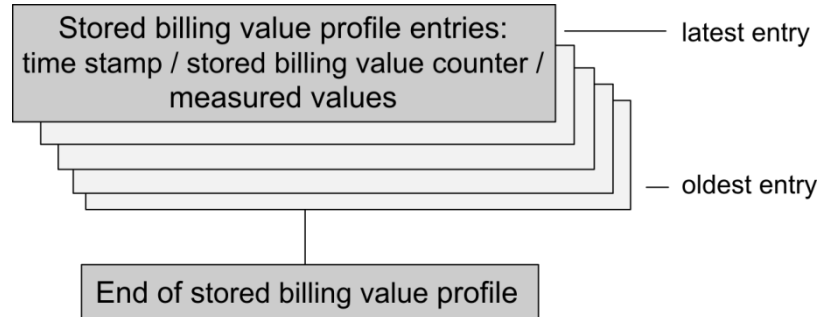 Stored billing value profile entries:
time stamp / stored billing value counter /
measured values
latest entry
oldest entry
End of stored billing value profile